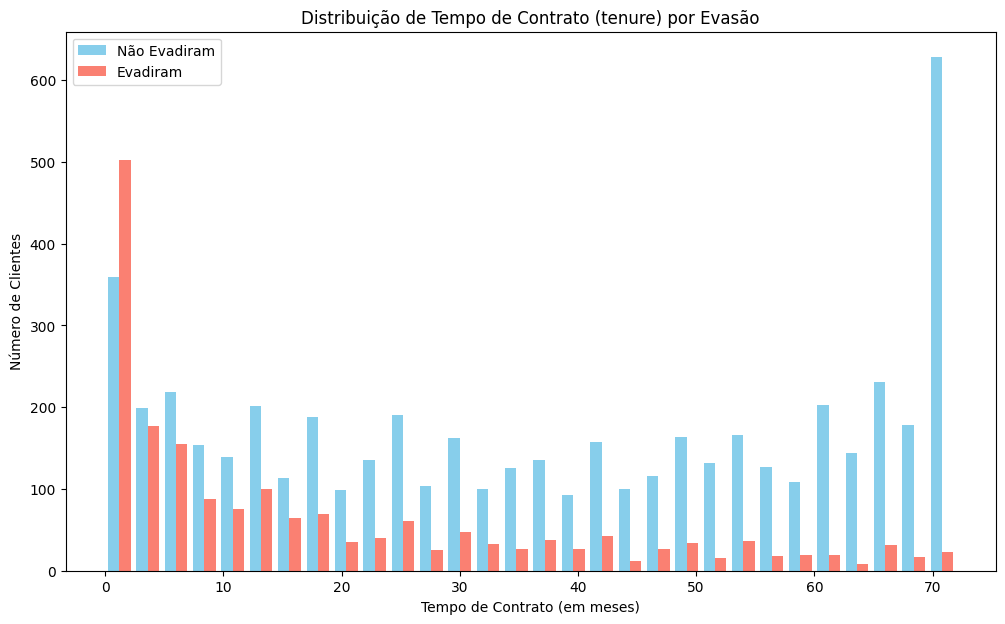 Distribuição de Tempo de Contrato (tenure) por Evasão
Não Evadiram
Evadiram
Número de Clientes
600
500
400
300
200
100
0
0 10 20 30 40 50 60 70
Tempo de Contrato (em meses)